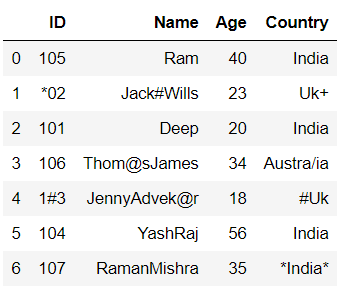 ID Name Age Country
0 105 Ram 40 India
1 *02 Jack#Wills 23 Uk+
2 101 Deep 20 India
3 106 Thom@sJames 34 Austra/ia
4 1#3 JennyAdvek@r 18 #Uk
5 104 YashRaj 56 India
6 107 RamanMishra 35 *India*